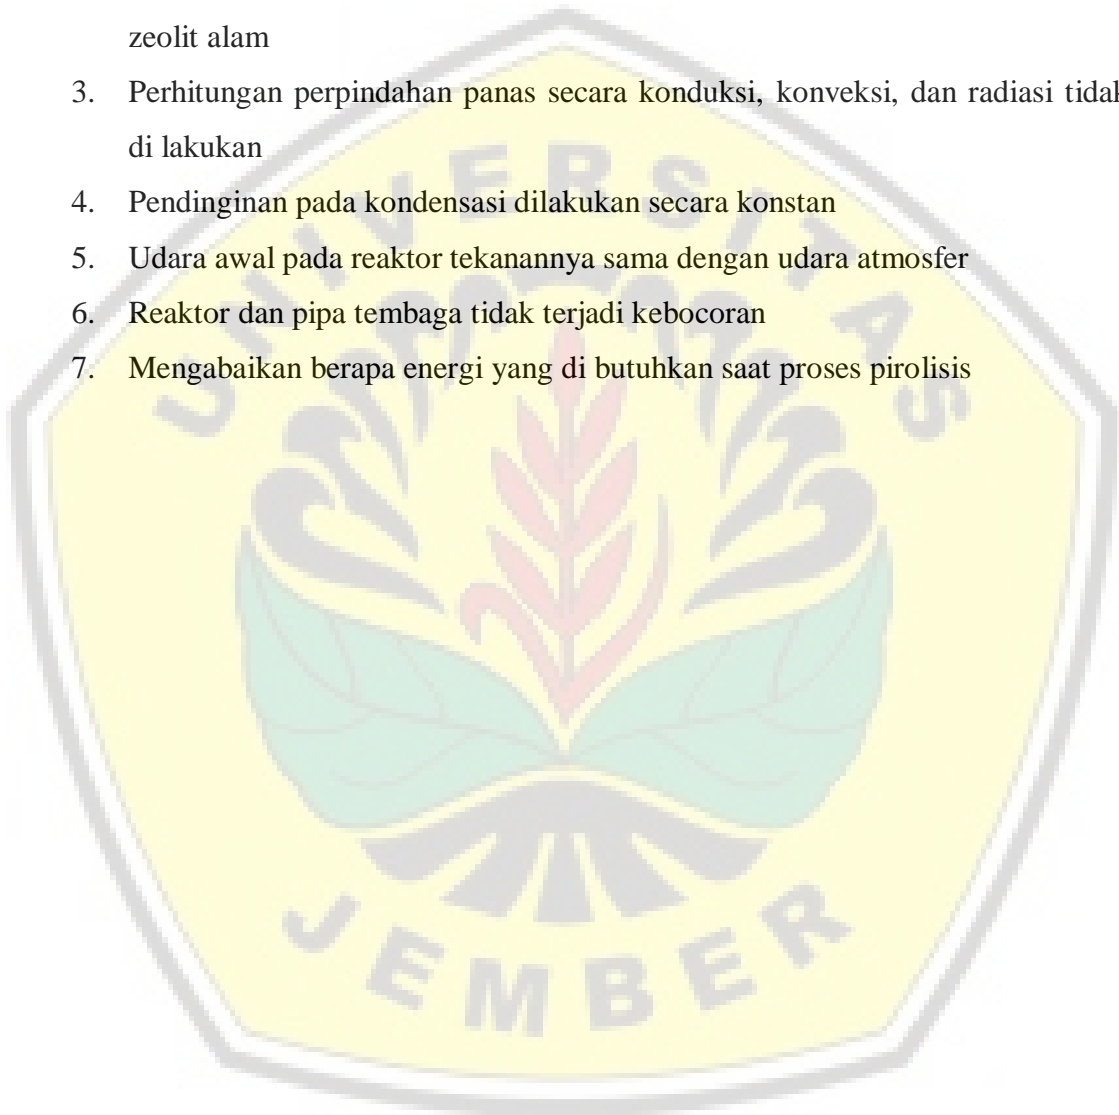 zeolit alam
3. Perhitungan perpindahan panas secara konduksi, konveksi, dan radiasi tidak
di lakukan
4. Pendinginan pada kondensasi dilakukan secara konstan
5. Udara awal pada reaktor tekanannya sama dengan udara atmosfer
6. Reaktor dan pipa tembaga tidak terjadi kebocoran
7. Mengabaikan berapa energi yang di butuhkan saat proses pirolisis
UNIVERSITAS
JEMBER